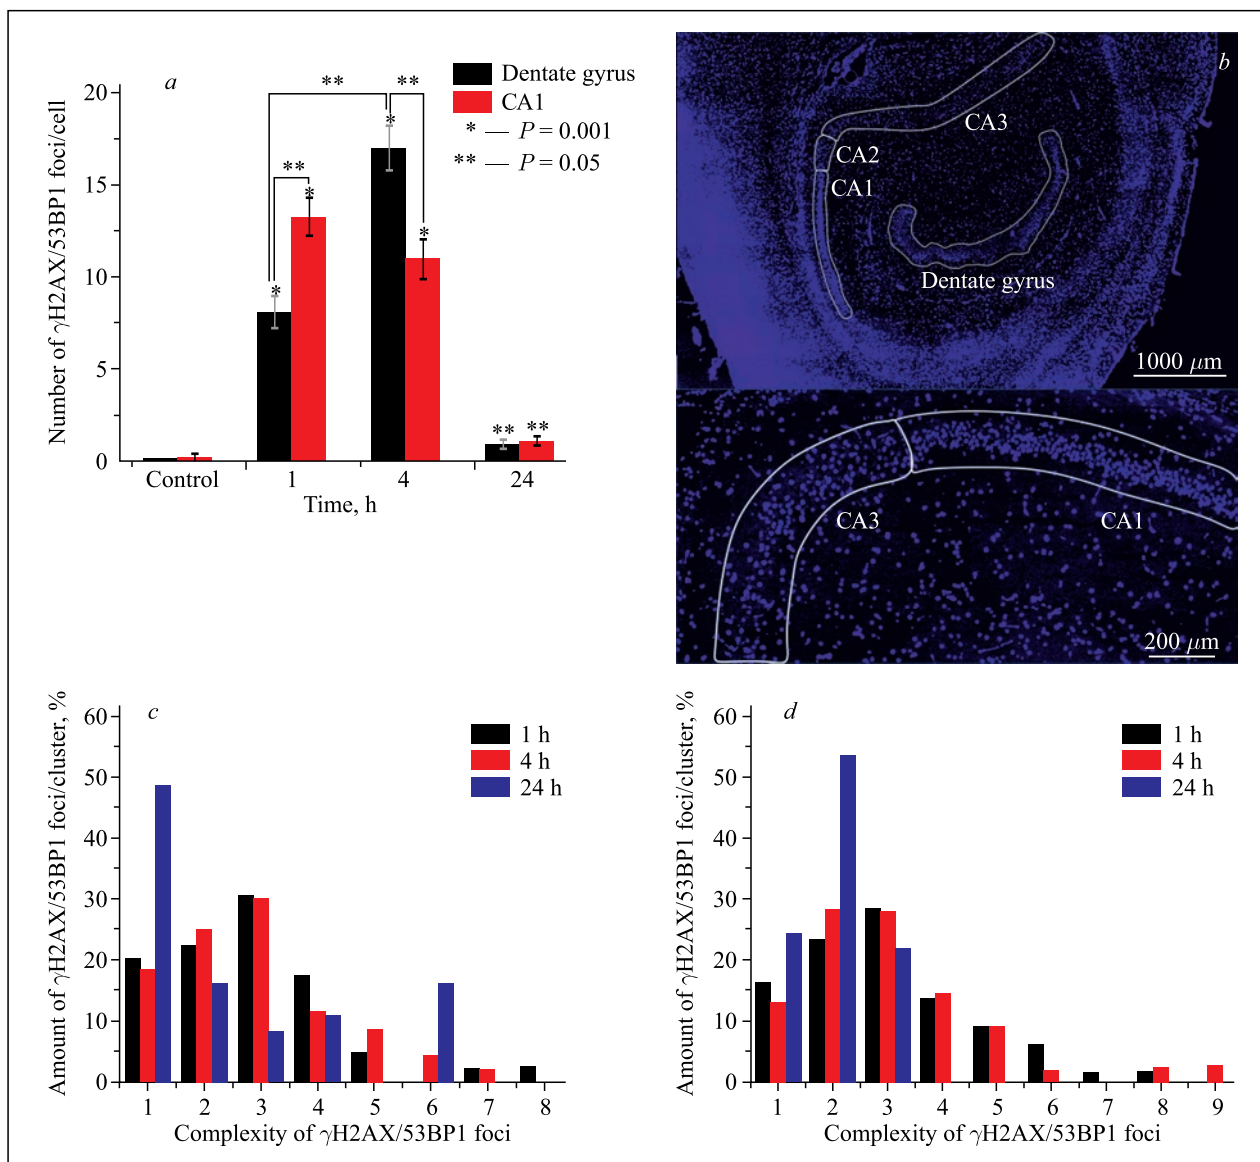 a
Dentate gyrus
CA1
* — P = 0.001
** — P = 0.05
Number of γH2AX/53BP1 foci/cell
20
15
10
5
0
**
**
**
*
*
*
*
** **
Control 1 4 24
Time, h
b
CA3
CA2
CA1
Dentate gyrus
1000 μm
CA3
CA1
200 μm
c
1 h
4 h
24 h
Amount of γH2AX/53BP1 foci/cluster, %
60
50
40
30
20
10
0
1 2 3 4 5 6 7 8
Complexity of γH2AX/53BP1 foci
d
1 h
4 h
24 h
Amount of γH2AX/53BP1 foci/cluster, %
60
50
40
30
20
10
0
1 2 3 4 5 6 7 8 9
Complexity of γH2AX/53BP1 foci